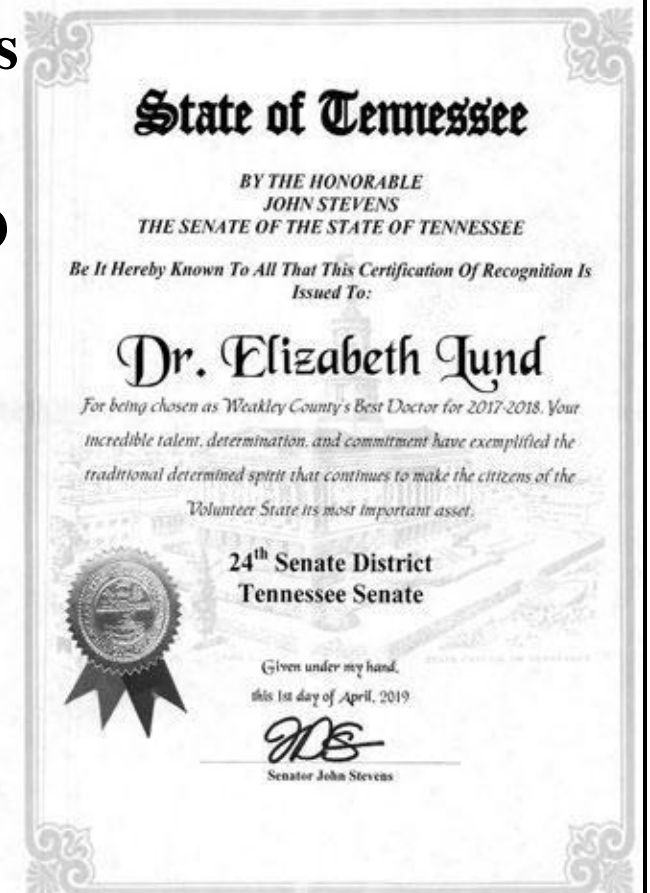 s
State of Tennessee
BY THE HONORABLE
JOHN STEVENS
THE SENATE OF THE STATE OF TENNESSEE
Be It Hereby Known To All That This Certification Of Recognition Is
Issued To:
Dr. Elizabeth Lund
For being chosen as Weakley County's Best Doctor for 2017-2018. Your
incredible talent, determination, and commitment have exemplified the
traditional determined spirit that continues to make the citizens of the
Volunteer State its most important asset.
24th Senate District
Tennessee Senate
Given under my hand,
this 1st day of April, 2019
Senator John Stevens